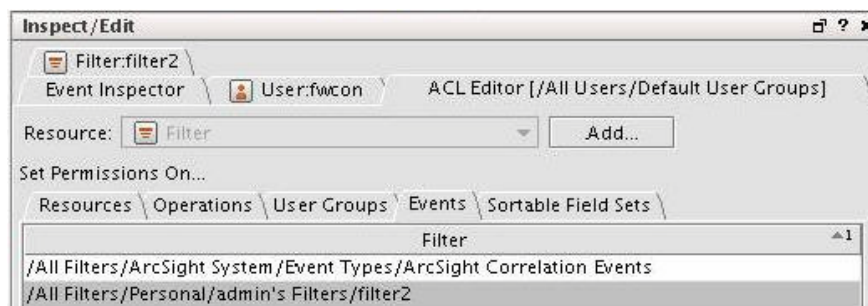 Inspect/Edit
Filter:filter2
Event Inspector User:fwcon ACL Editor [/All Users/Default User Groups]
Resource: Filter Add...
Set Permissions On...
Resources Operations User Groups Events Sortable Field Sets
Filter 1
/All Filters/ArcSight System/Event Types/ArcSight Correlation Events
/All Filters/Personal/admin's Filters/filter2